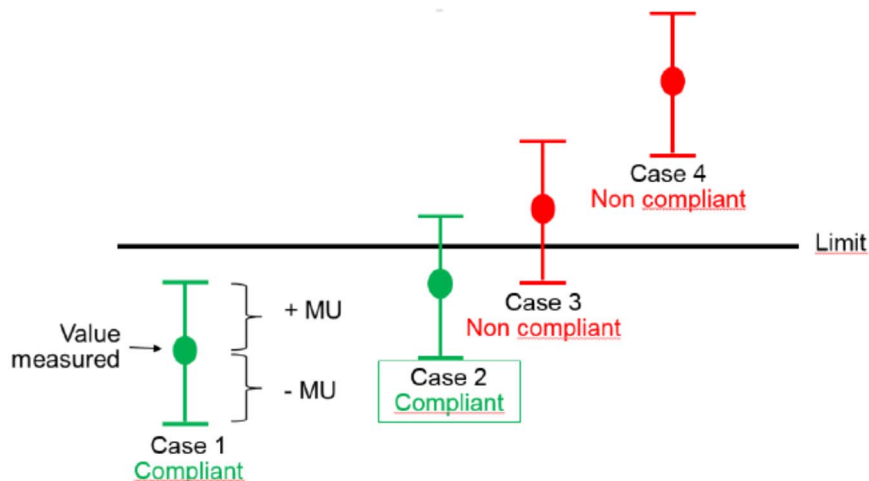 Case 4
Non compliant
Limit
Case 3
Non compliant
+ MU
Value
measured
- MU
Case 2
Compliant
Case 1
Compliant